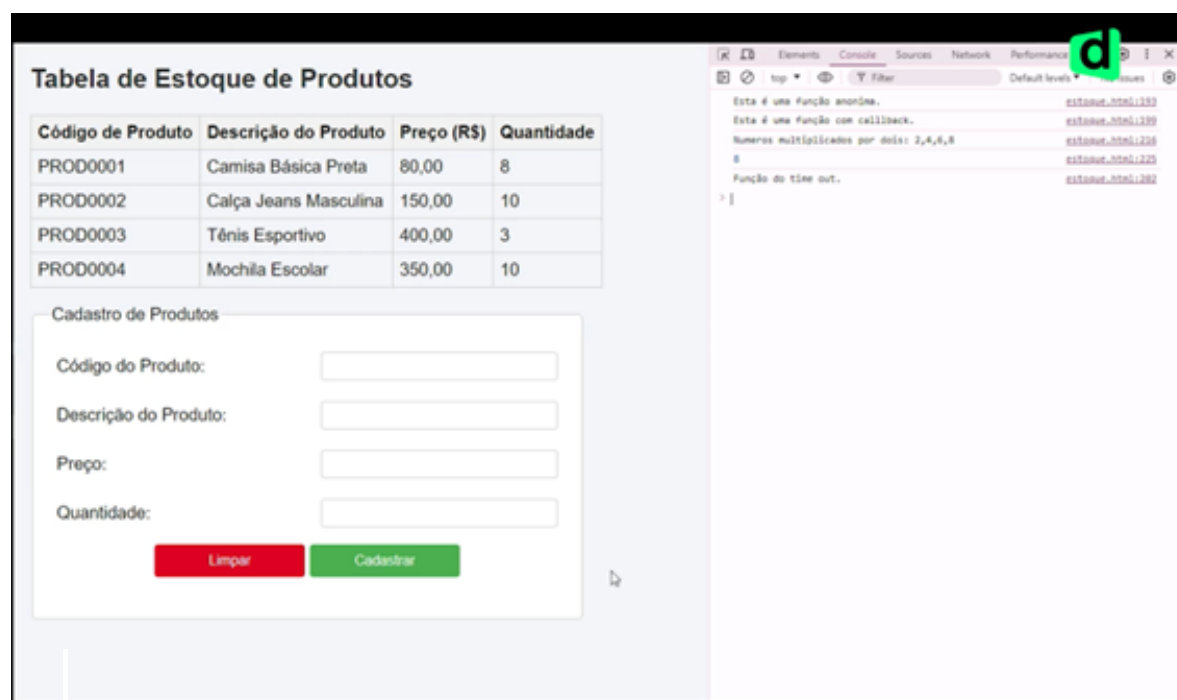 Tabela de Estoque de Produtos
Código de Produto Descrição do Produto Preço (R$) Quantidade
PROD0001 Camisa Básica Preta 80,00 8
PROD0002 Calça Jeans Masculina 150,00 10
PROD0003 Tênis Esportivo 400,00 3
PROD0004 Mochila Escolar 350,00 10
Cadastro de Produtos
Código do Produto:
Descrição do Produto:
Preço:
Quantidade:
Limpar Cadastrar
Elements Console Sources Network Performance
d
top Filter Default levels issues
Esta é uma função anonima. estoque.html:193
Esta é uma função com callback. estoque.html:199
Numeros multiplicados por dois: 2,4,6,8 estoque.html:216
estoque.html:225
Função do time out. estoque.html:202